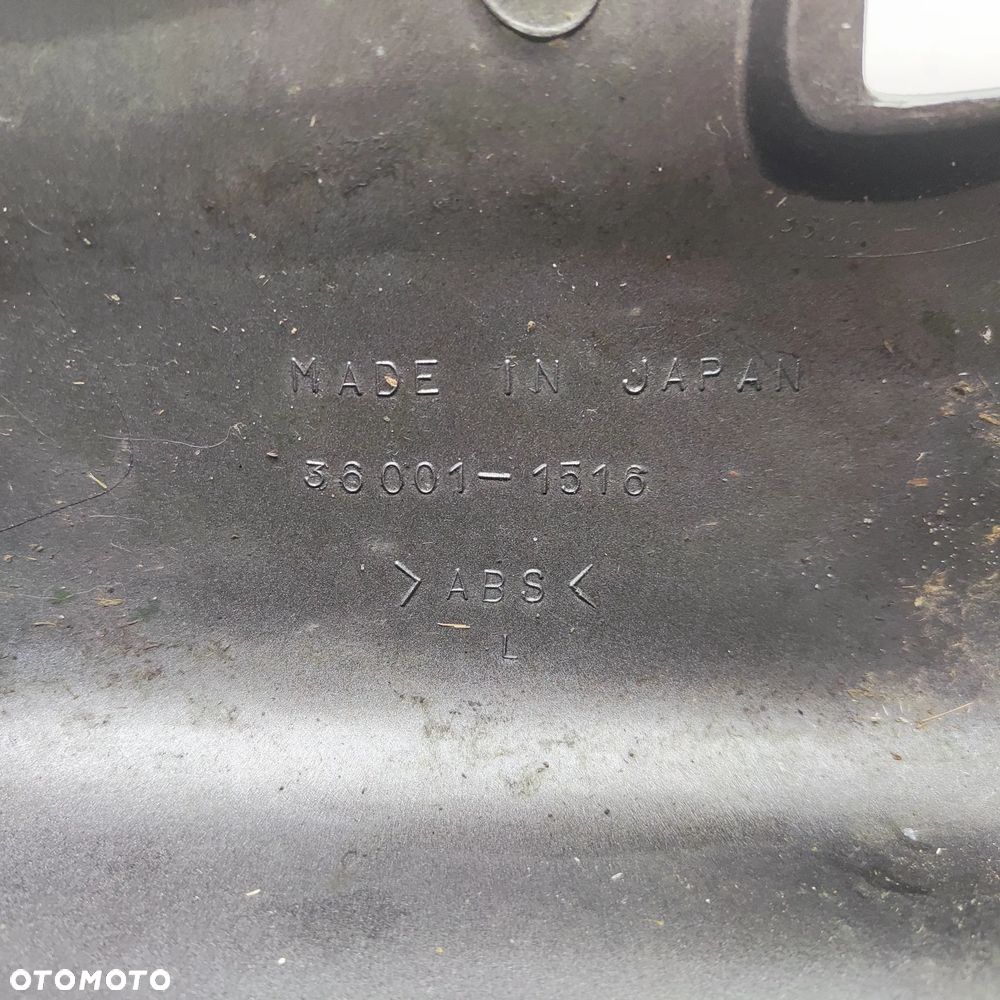 MADE IN JAPAN
36001-1516
>ABS<
L
OTOMOTO